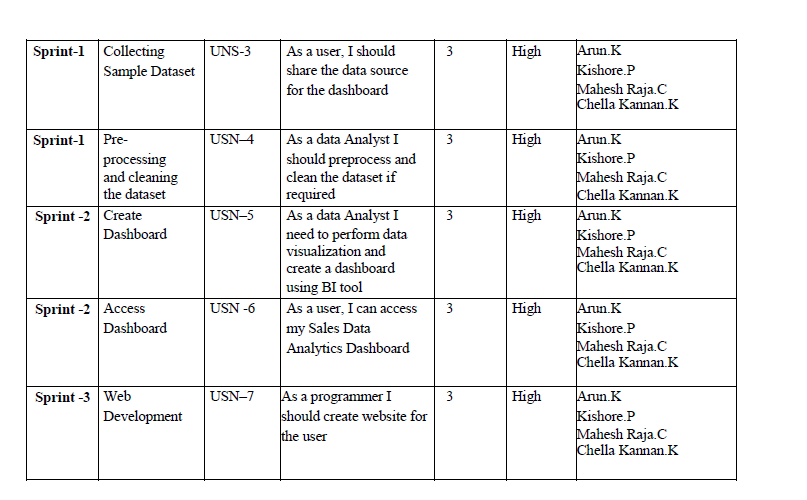 Sprint-1 Collecting UNS-3 As a user, I should 3 High Arun.K
Sample Dataset share the data source Kishore.P
for the dashboard Mahesh Raja.C
Chella Kannan.K
Sprint-1 Pre- USN–4 As a data Analyst I 3 High Arun.K
processing should preprocess and Kishore.P
and cleaning clean the dataset if Mahesh Raja.C
the dataset required Chella Kannan.K
Sprint -2 Create USN–5 As a data Analyst I 3 High Arun.K
Dashboard need to perform data Kishore.P
visualization and Mahesh Raja.C
create a dashboard Chella Kannan.K
using BI tool
Sprint -2 Access USN -6 As a user, I can access 3 High Arun.K
Dashboard my Sales Data Kishore.P
Analytics Dashboard Mahesh Raja.C
Chella Kannan.K
Sprint -3 Web USN–7 As a programmer I 3 High Arun.K
Development should create website for Kishore.P
the user Mahesh Raja.C
Chella Kannan.K